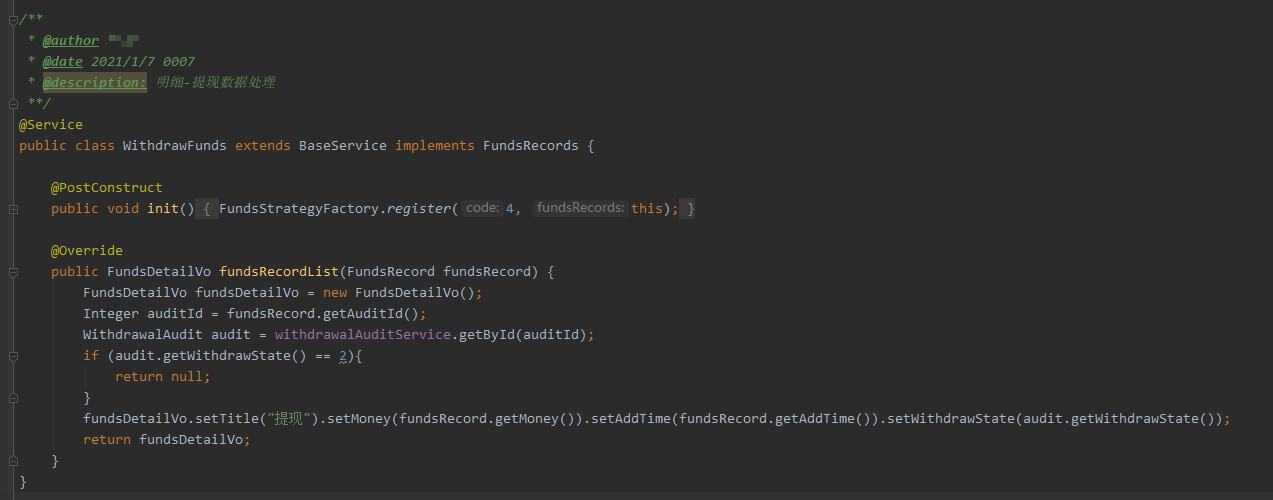 /**
* @author
* @date 2021/1/7 0007
* @description: 明细-提现数据处理
**/
@Service
public class WithdrawFunds extends BaseService implements FundsRecords {
@PostConstruct
public void init() { FundsStrategyFactory.register( code: 4, fundsRecords: this); }
@Override
public FundsDetailVo fundsRecordList(FundsRecord fundsRecord) {
FundsDetailVo fundsDetailVo = new FundsDetailVo();
Integer auditId = fundsRecord.getAuditId();
WithdrawalAudit audit = withdrawalAuditService.getById(auditId);
if (audit.getWithdrawState() == 2){
return null;
}
fundsDetailVo.setTitle("提现").setMoney(fundsRecord.getMoney()).setAddTime(fundsRecord.getAddTime()).setWithdrawState(audit.getWithdrawState());
return fundsDetailVo;
}
}